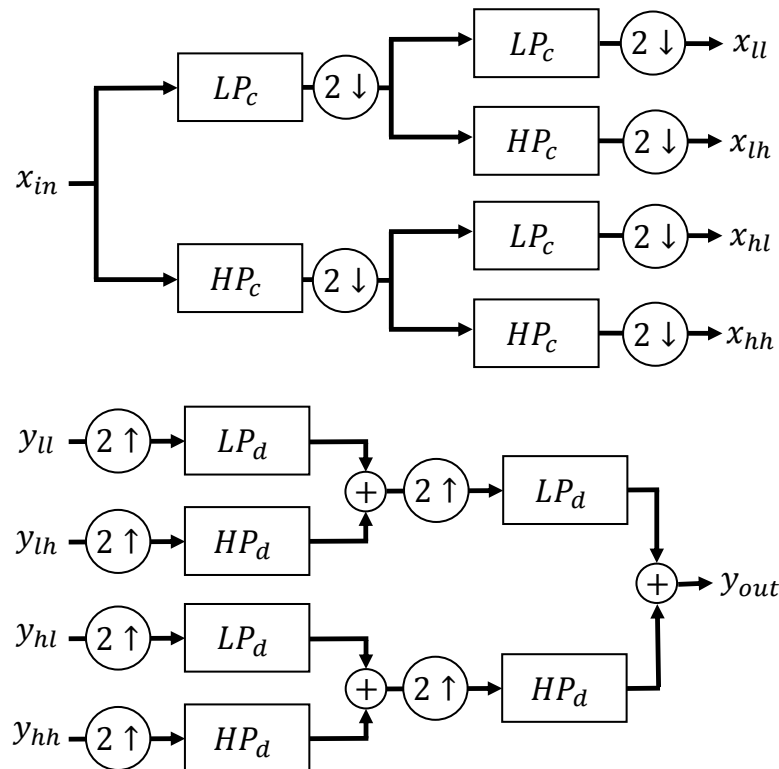 LP_c 2↓ x_ll
LP_c 2↓
HP_c 2↓ x_lh
x_in
LP_c 2↓ x_hl
HP_c 2↓
HP_c 2↓ x_hh
y_ll 2↑ LP_d
+ 2↑ LP_d
y_lh 2↑ HP_d
+ y_out
y_hl 2↑ LP_d
+ 2↑ HP_d
y_hh 2↑ HP_d